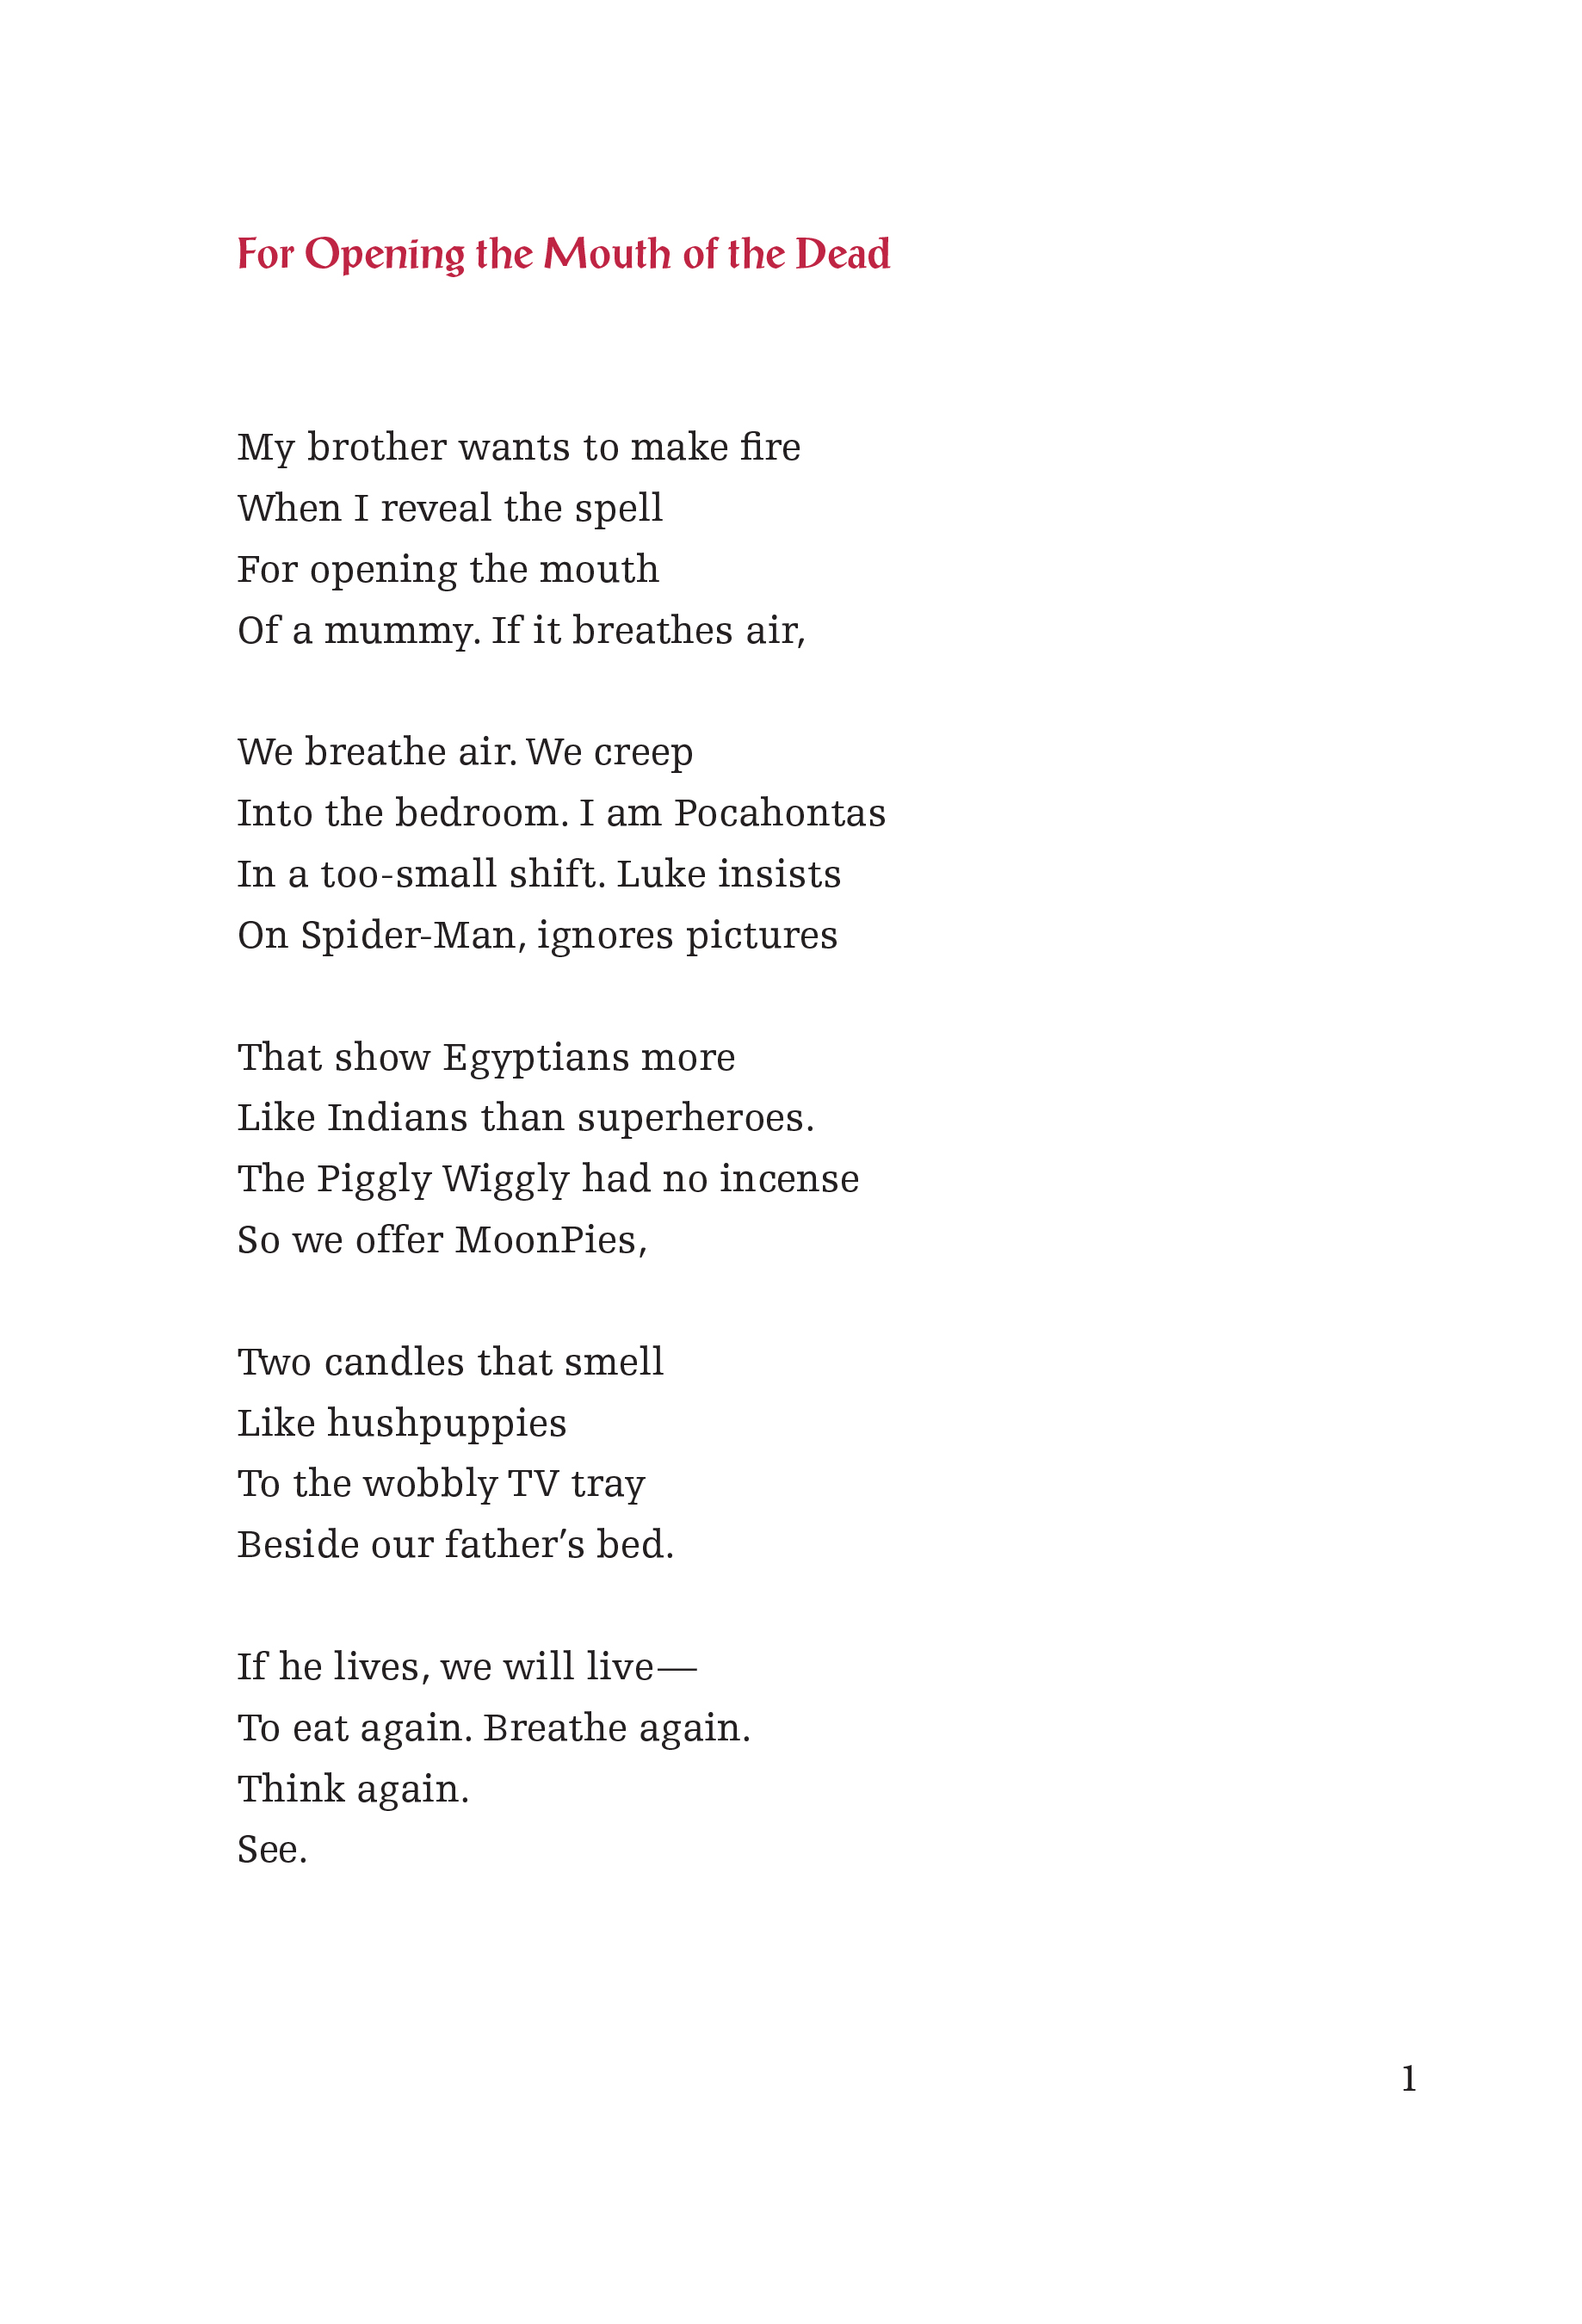 For Opening the Mouth of the Dead
My brother wants to make fire
When I reveal the spell
For opening the mouth
Of a mummy. If it breathes air,
We breathe air. We creep
Into the bedroom. I am Pocahontas
In a too-small shift. Luke insists
On Spider-Man, ignores pictures
That show Egyptians more
Like Indians than superheroes.
The Piggly Wiggly had no incense
So we offer MoonPies,
Two candles that smell
Like hushpuppies
To the wobbly TV tray
Beside our father’s bed.
If he lives, we will live—
To eat again. Breathe again.
Think again.
See.
1